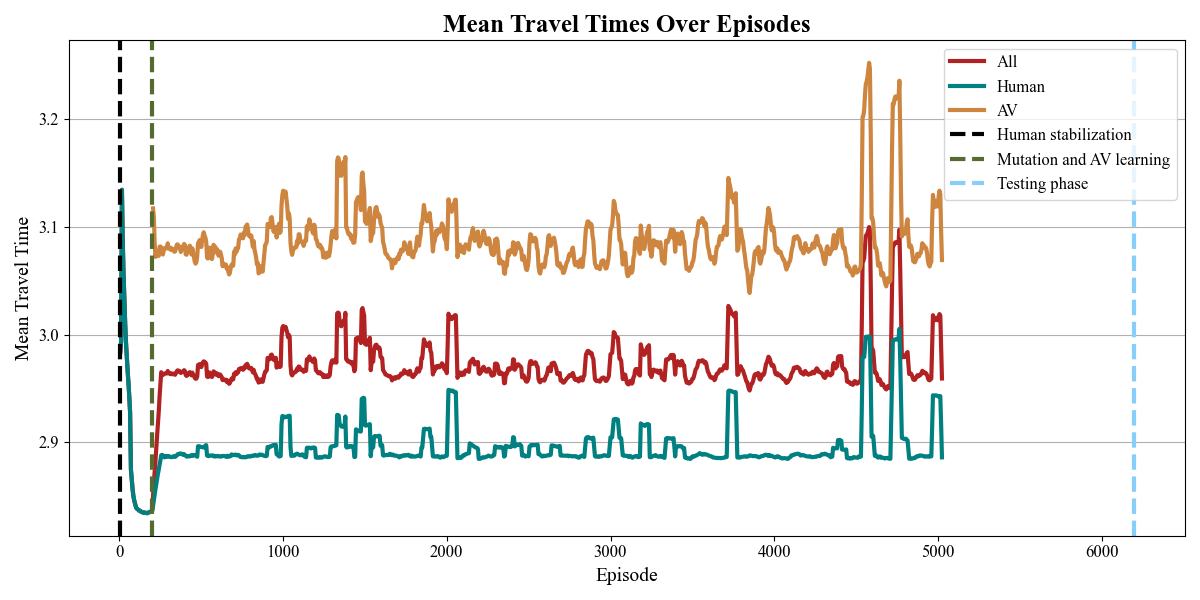 Mean Travel Times Over Episodes
All
Human
AV
Human stabilization
Mutation and AV learning
Testing phase
Mean Travel Time
3.2
3.1
3.0
2.9
0
1000
2000
3000
4000
5000
6000
Episode